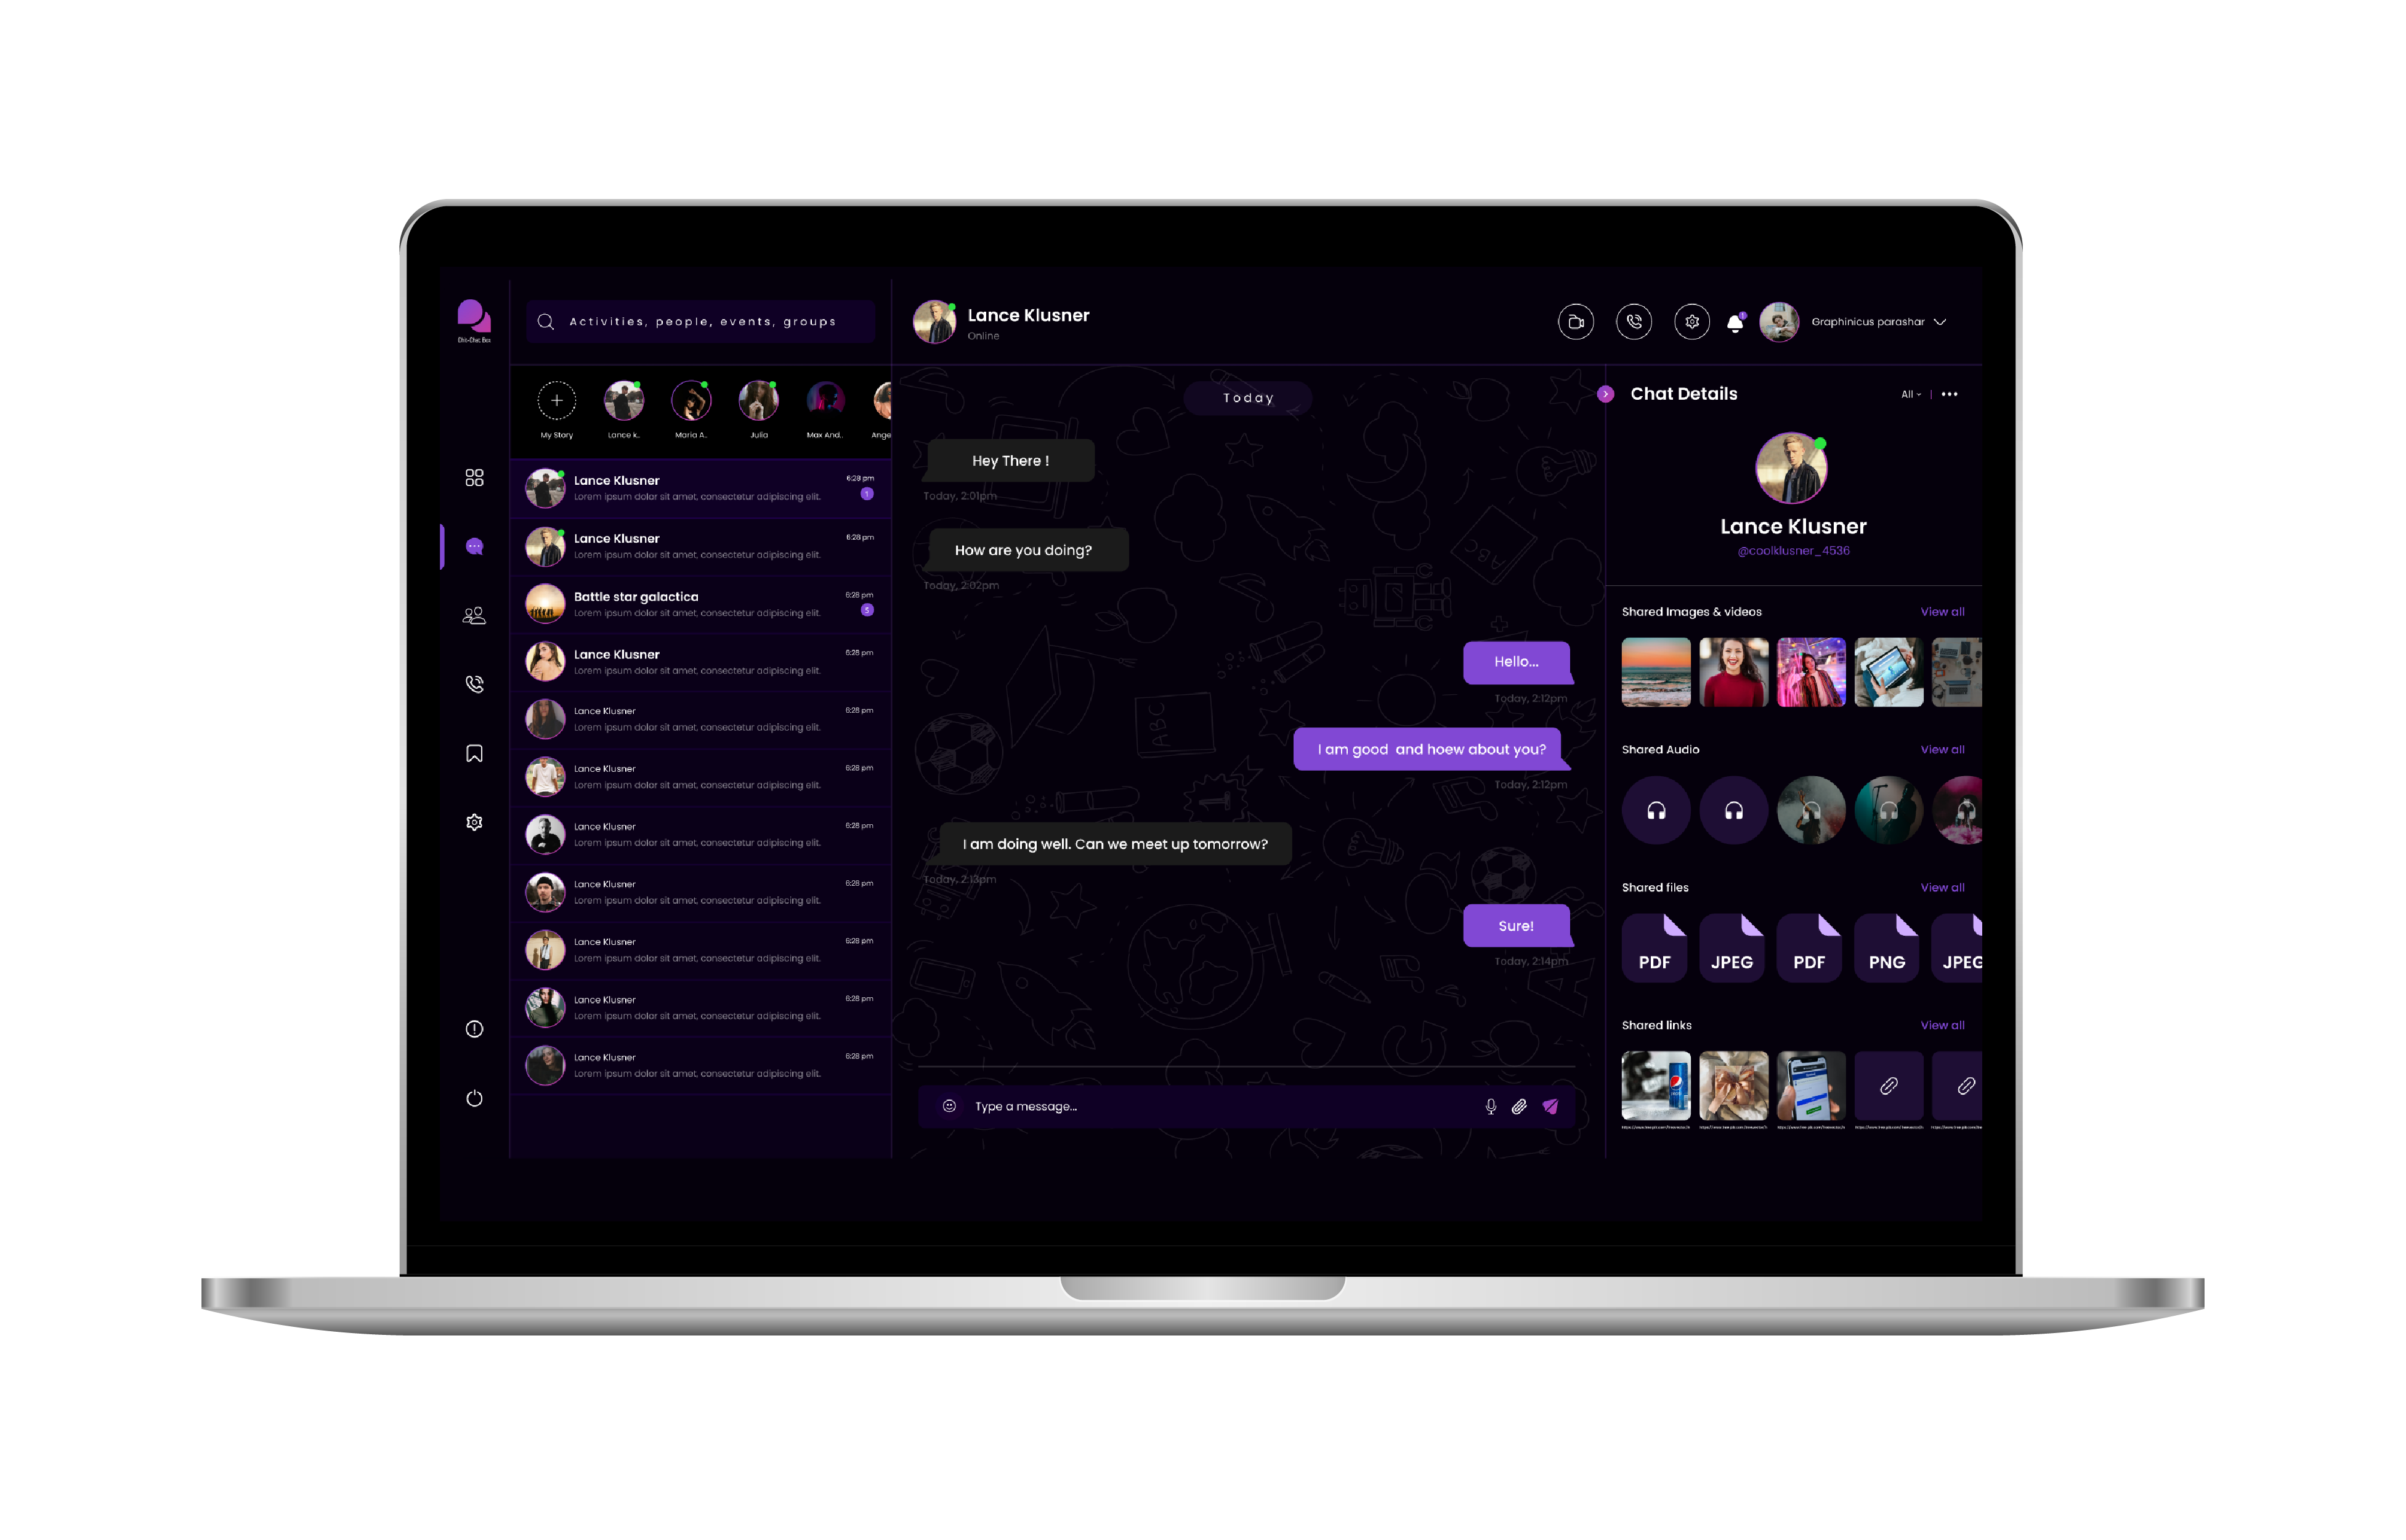 Chit-Chat Box
Activities, people, events, groups
My Story
Lance k..
Maria A..
Julia
Max And..
Ange
Lance Klusner
6:28 pm
Lorem ipsum dolor sit amet, consectetur adipiscing elit.
1
Lance Klusner
6:28 pm
Lorem ipsum dolor sit amet, consectetur adipiscing elit.
Battle star galactica
6:28 pm
Lorem ipsum dolor sit amet, consectetur adipiscing elit.
5
Lance Klusner
6:28 pm
Lorem ipsum dolor sit amet, consectetur adipiscing elit.
Lance Klusner
6:28 pm
Lorem ipsum dolor sit amet, consectetur adipiscing elit.
Lance Klusner
6:28 pm
Lorem ipsum dolor sit amet, consectetur adipiscing elit.
Lance Klusner
6:28 pm
Lorem ipsum dolor sit amet, consectetur adipiscing elit.
Lance Klusner
6:28 pm
Lorem ipsum dolor sit amet, consectetur adipiscing elit.
Lance Klusner
6:28 pm
Lorem ipsum dolor sit amet, consectetur adipiscing elit.
Lance Klusner
6:28 pm
Lorem ipsum dolor sit amet, consectetur adipiscing elit.
Lance Klusner
6:28 pm
Lorem ipsum dolor sit amet, consectetur adipiscing elit.
Lance Klusner
Online
Graphinicus parashar
Today
Hey There !
Today, 2:01pm
How are you doing?
Today, 2:02pm
Hello...
Today, 2:12pm
ABC
I am good  and hoew about you?
Today, 2:12pm
I am doing well. Can we meet up tomorrow?
Today, 2:13pm
Sure!
Today, 2:14pm
Type a message...
Chat Details
All
Lance Klusner
@coolklusner_4536
Shared Images & videos
View all
Shared Audio
View all
Shared files
View all
PDF
JPEG
PDF
PNG
JPEG
Shared links
View all